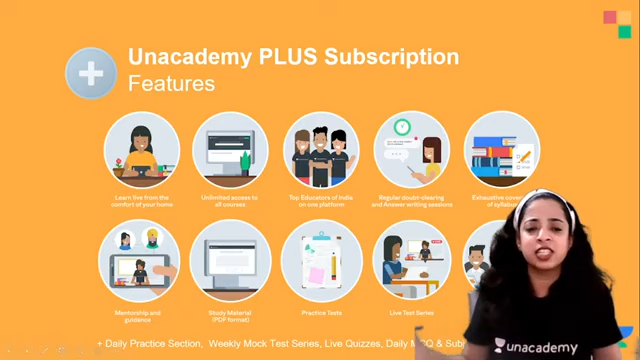 Unacademy PLUS Subscription
Features
Learn live from the
comfort of your home
Unlimited access to
all courses
Top Educators of India
on one platform
Regular doubt-clearing
and Answer writing sessions
Exhaustive
of syllabus
Mentorship and
guidance
Study Material
(PDF format)
Practice Tests
Live Test Series
+ Daily Practice Section, Weekly Mock Test Series, Live Quizzes, Daily MCQ &
unacademy